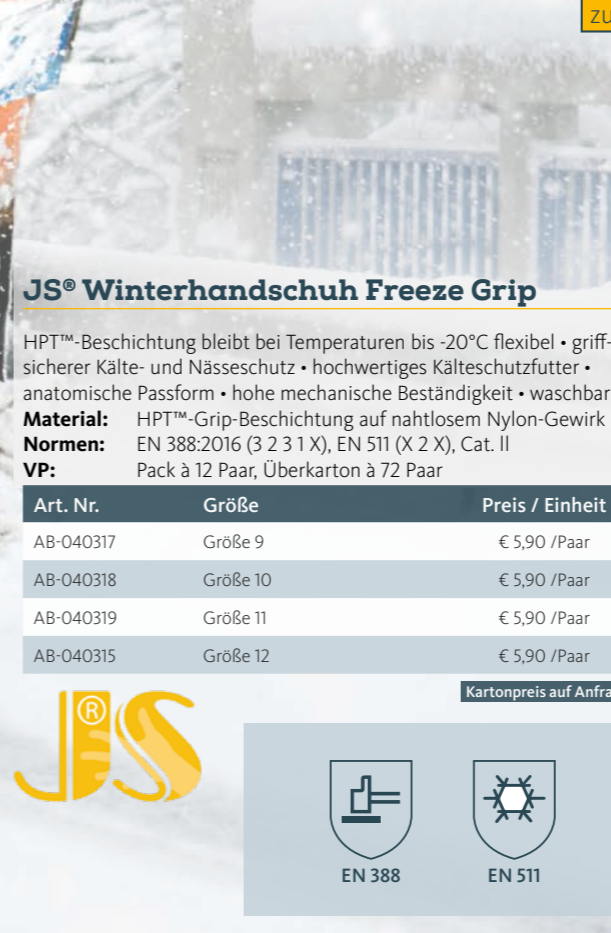 ZU
JS® Winterhandschuh Freeze Grip
HPT™-Beschichtung bleibt bei Temperaturen bis -20°C flexibel • griff-
sicherer Kälte- und Nässeschutz • hochwertiges Kälteschutzfutter •
anatomische Passform • hohe mechanische Beständigkeit • waschbar
Material: HPT™-Grip-Beschichtung auf nahtlosem Nylon-Gewirk
Normen: EN 388:2016 (3 2 3 1 X), EN 511 (X 2 X), Cat. ll
VP: Pack à 12 Paar, Überkarton à 72 Paar
Art. Nr. Größe Preis / Einheit
AB-040317 Größe 9 € 5,90 /Paar
AB-040318 Größe 10 € 5,90 /Paar
AB-040319 Größe 11 € 5,90 /Paar
AB-040315 Größe 12 € 5,90 /Paar
Kartonpreis auf Anfra
JS®
EN 388 EN 511